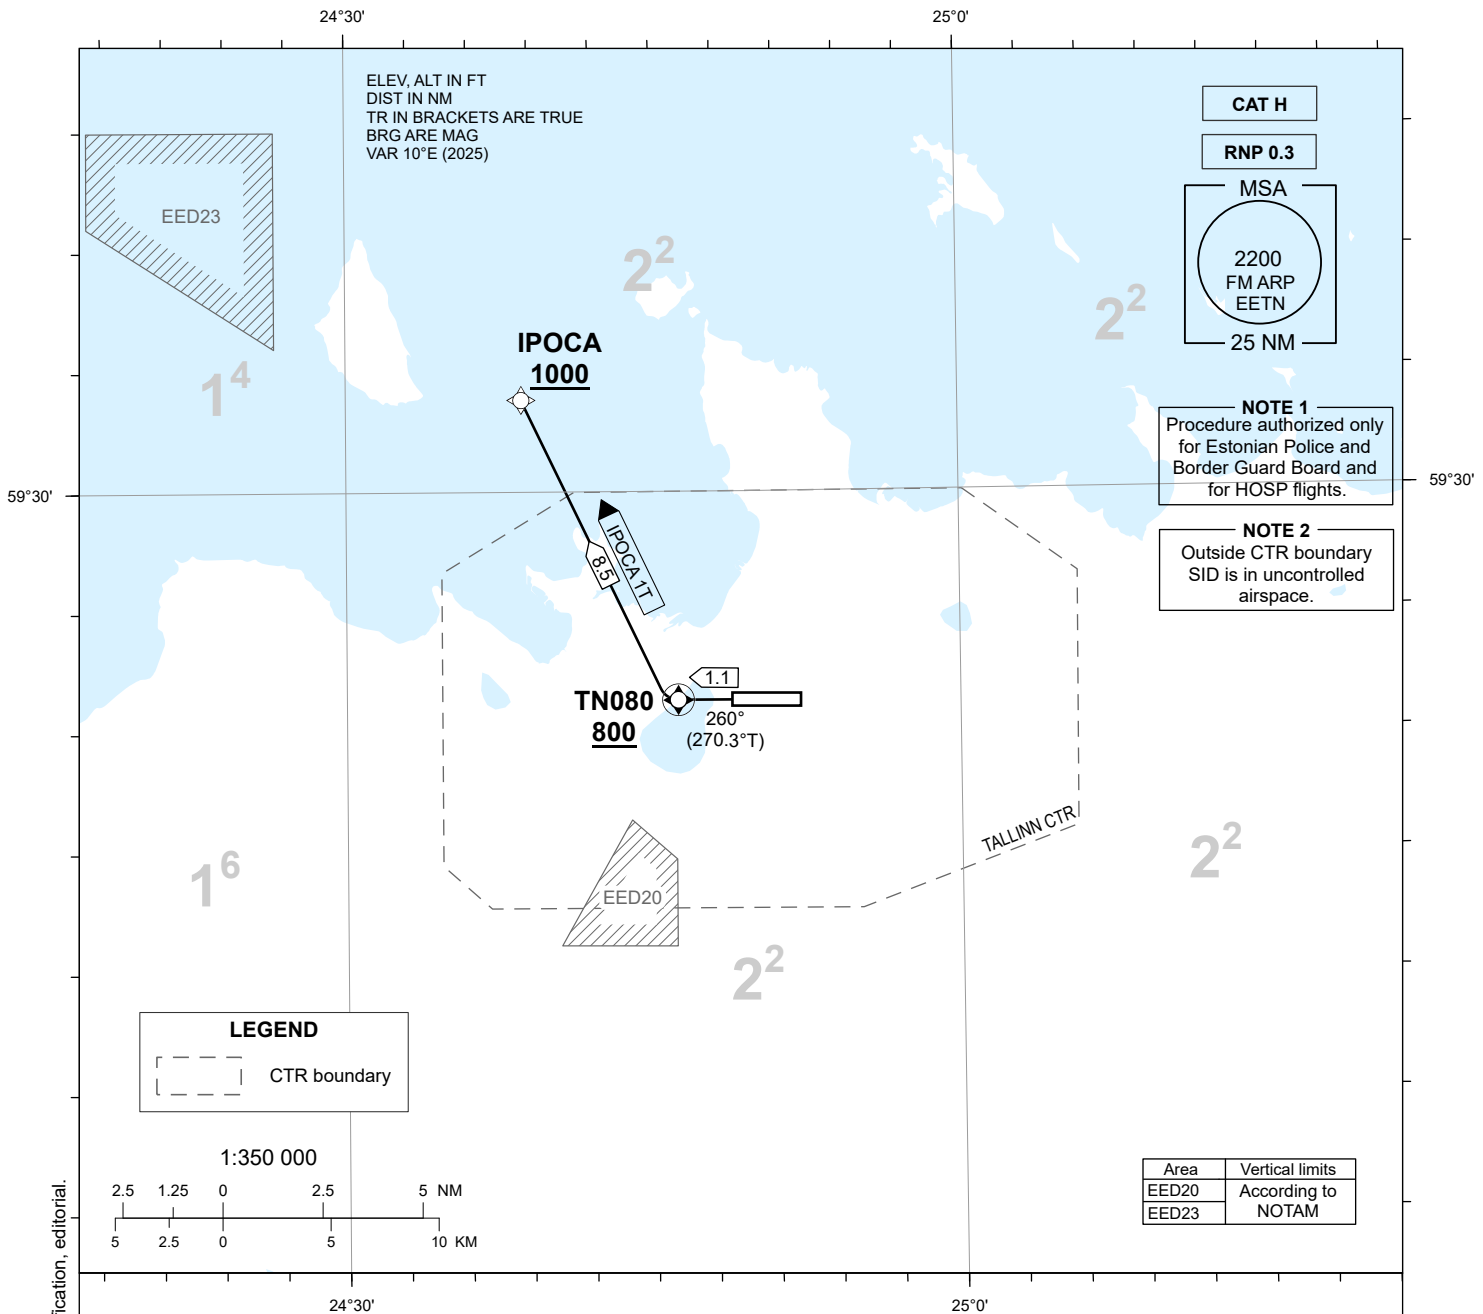 24°30'
25°0'
ELEV, ALT IN FT
DIST IN NM
TR IN BRACKETS ARE TRUE
BRG ARE MAG
VAR 10°E (2025)
CAT H
RNP 0.3
MSA
2200
FM ARP
EETN
25 NM
EED23
2²
2²
1⁴
IPOCA
1000
NOTE 1
Procedure authorized only
for Estonian Police and
Border Guard Board and
for HOSP flights.
59°30'
59°30'
NOTE 2
Outside CTR boundary
SID is in uncontrolled
airspace.
IPOCA 1T
8.5
1.1
TN080
800
260°
(270.3°T)
TALLINN CTR
2²
1⁶
EED20
2²
LEGEND
CTR boundary
1:350 000
2.5 1.25 0 2.5 5 NM
5 2.5 0 5 10 KM
Area Vertical limits
EED20 According to
EED23 NOTAM
editorial.
24°30'
25°0'